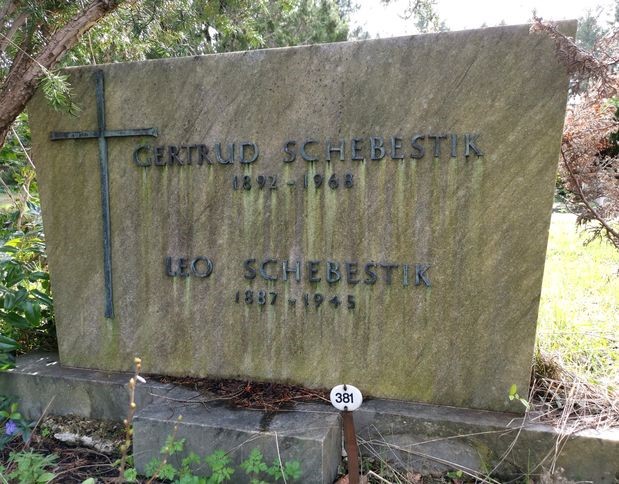 GERTRUD SCHEBESTIK
1892 - 1968
LEO SCHEBESTIK
1887 - 1945
381